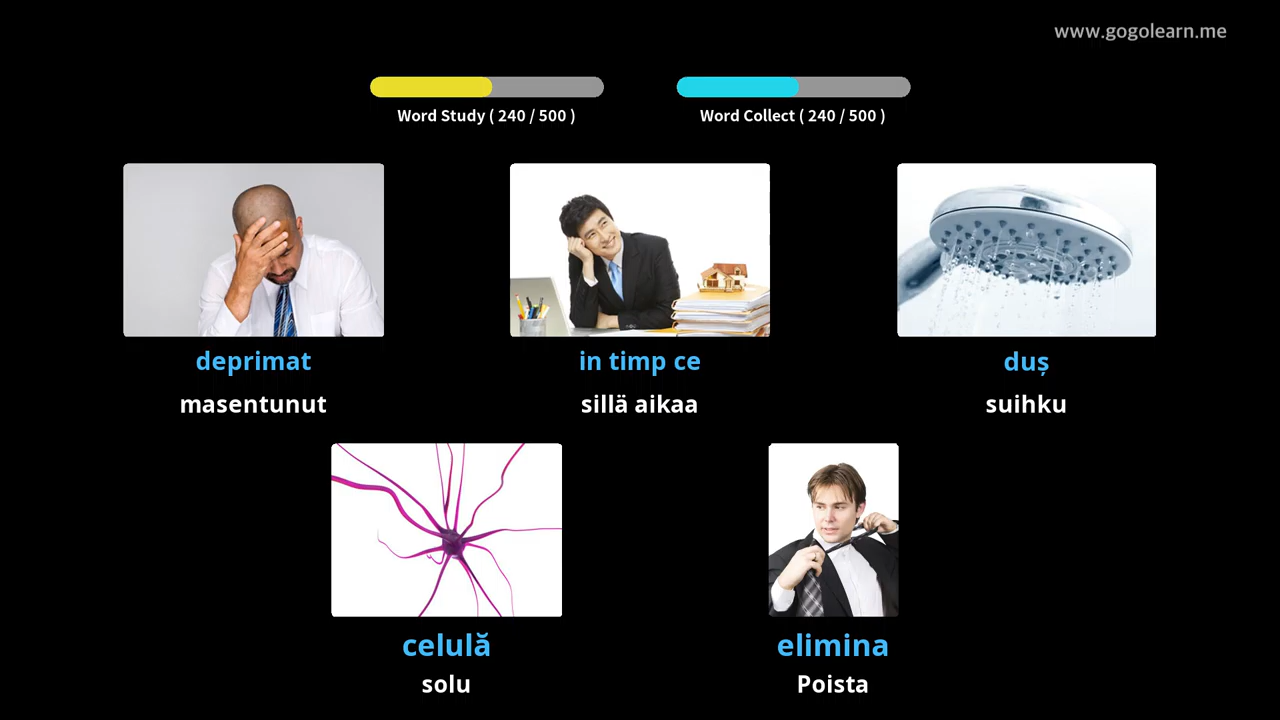 www.gogolearn.me
Word Study ( 240 / 500 )
Word Collect ( 240 / 500 )
deprimat
in timp ce
duș
masentunut
sillä aikaa
suihku
celulă
elimina
solu
Poista